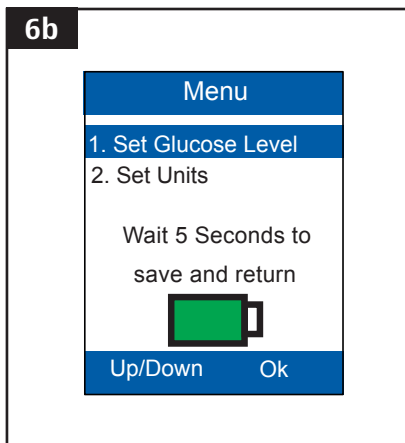 6b
Menu
1. Set Glucose Level
2. Set Units
Wait 5 Seconds to
save and return
Up/Down Ok